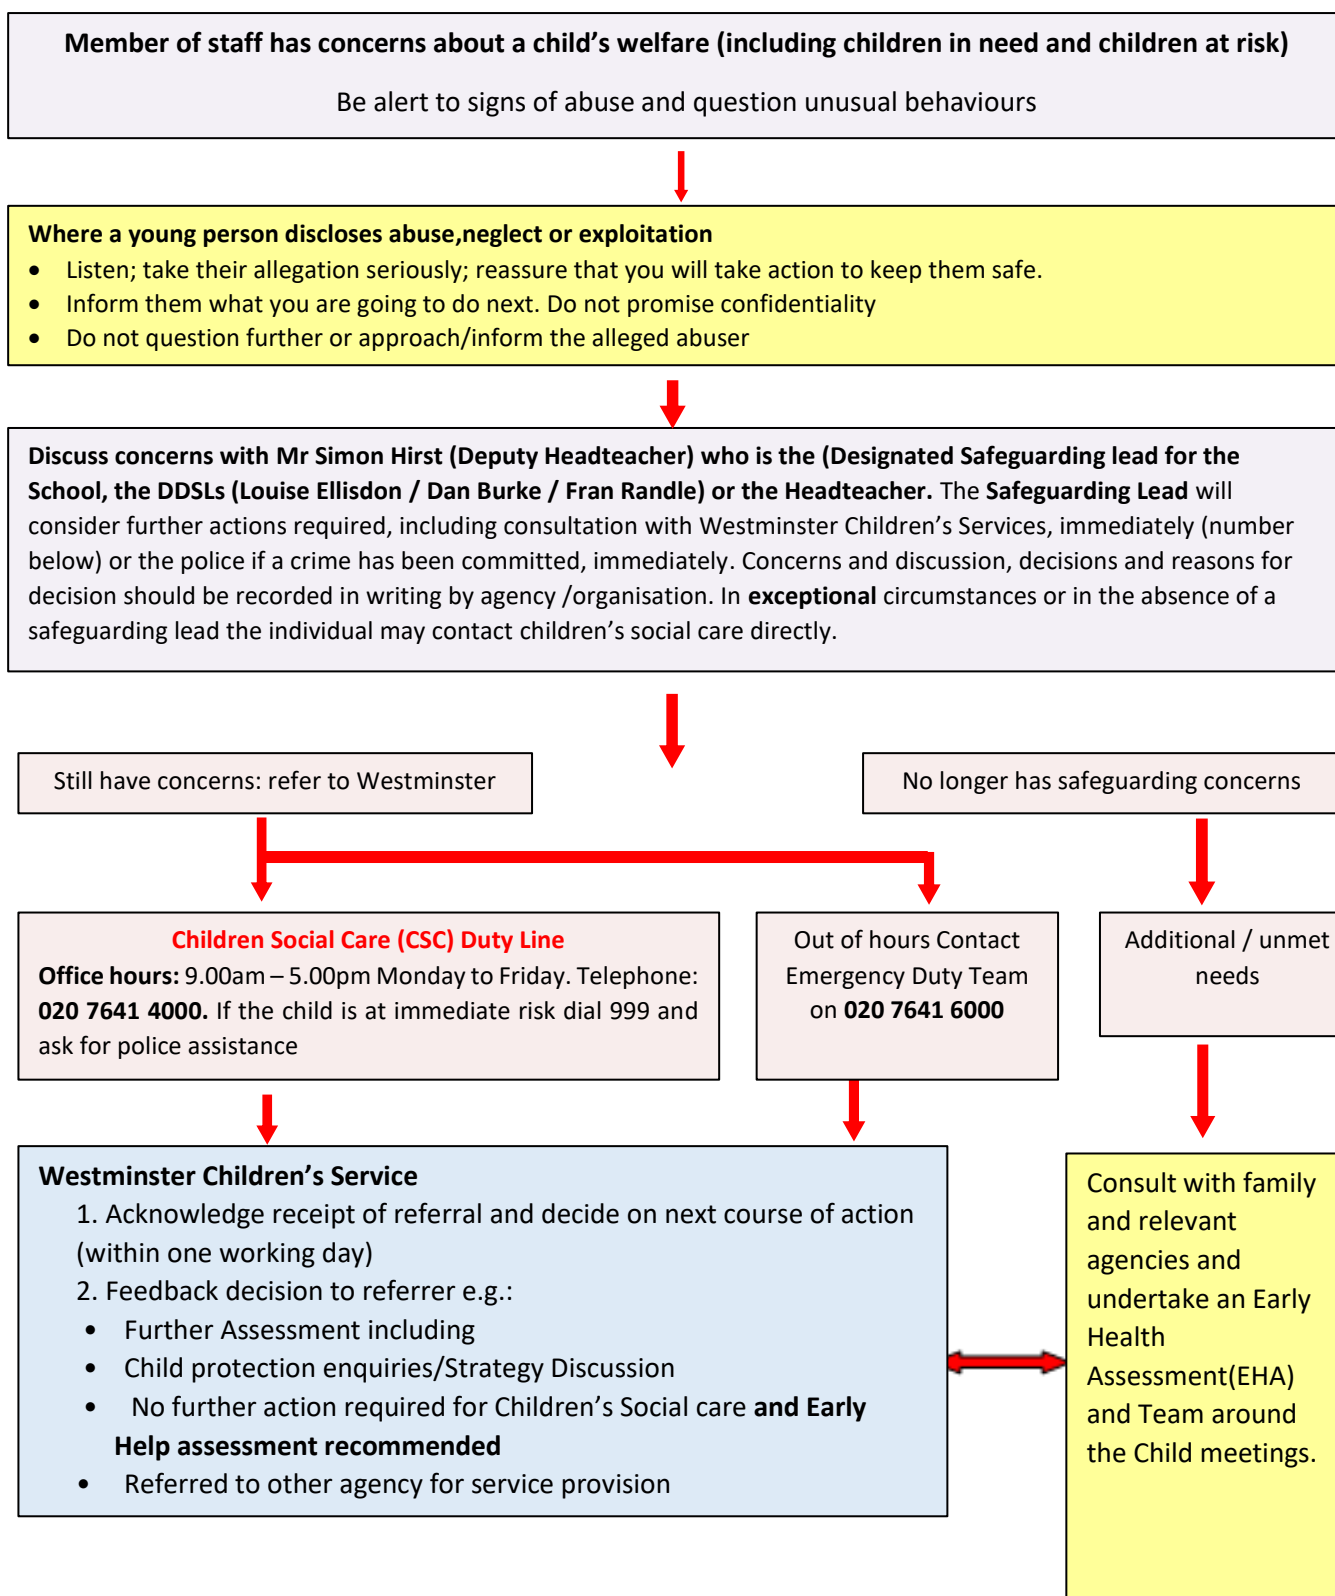 Member of staff has concerns about a child’s welfare (including children in need and children at risk)
Be alert to signs of abuse and question unusual behaviours
Where a young person discloses abuse,neglect or exploitation
• Listen; take their allegation seriously; reassure that you will take action to keep them safe.
• Inform them what you are going to do next. Do not promise confidentiality
• Do not question further or approach/inform the alleged abuser
Discuss concerns with Mr Simon Hirst (Deputy Headteacher) who is the (Designated Safeguarding lead for the
School, the DDSLs (Louise Ellisdon / Dan Burke / Fran Randle) or the Headteacher. The Safeguarding Lead will
consider further actions required, including consultation with Westminster Children’s Services, immediately (number
below) or the police if a crime has been committed, immediately. Concerns and discussion, decisions and reasons for
decision should be recorded in writing by agency /organisation. In exceptional circumstances or in the absence of a
safeguarding lead the individual may contact children’s social care directly.
Still have concerns: refer to Westminster
No longer has safeguarding concerns
Children Social Care (CSC) Duty Line
Office hours: 9.00am – 5.00pm Monday to Friday. Telephone:
020 7641 4000. If the child is at immediate risk dial 999 and
ask for police assistance
Out of hours Contact
Emergency Duty Team
on 020 7641 6000
Additional / unmet
needs
Westminster Children’s Service
1. Acknowledge receipt of referral and decide on next course of action
(within one working day)
2. Feedback decision to referrer e.g.:
• Further Assessment including
• Child protection enquiries/Strategy Discussion
• No further action required for Children’s Social care and Early
Help assessment recommended
• Referred to other agency for service provision
Consult with family
and relevant
agencies and
undertake an Early
Health
Assessment(EHA)
and Team around
the Child meetings.